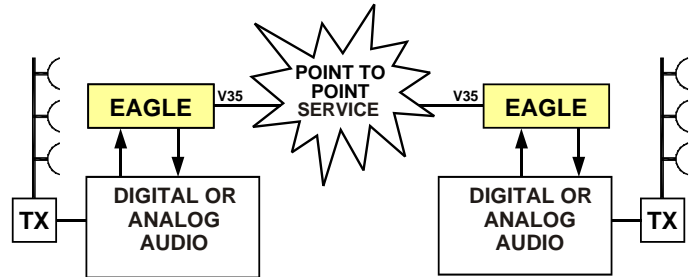 POINT TO
POINT
SERVICE
V35
V35
EAGLE
EAGLE
DIGITAL OR
ANALOG
AUDIO
DIGITAL OR
ANALOG
AUDIO
TX
TX